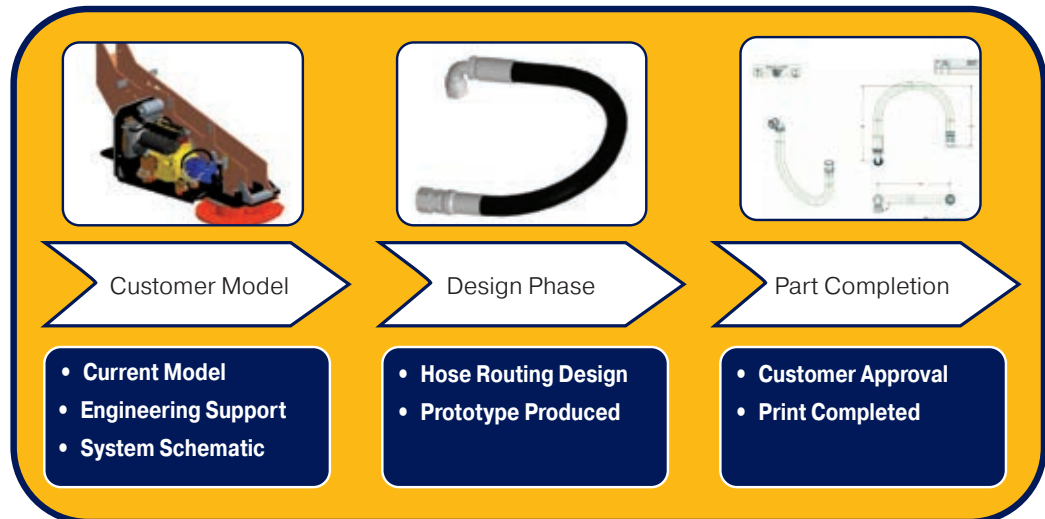 Customer Model
Design Phase
Part Completion
• Current Model
• Engineering Support
• System Schematic
• Hose Routing Design
• Prototype Produced
• Customer Approval
• Print Completed